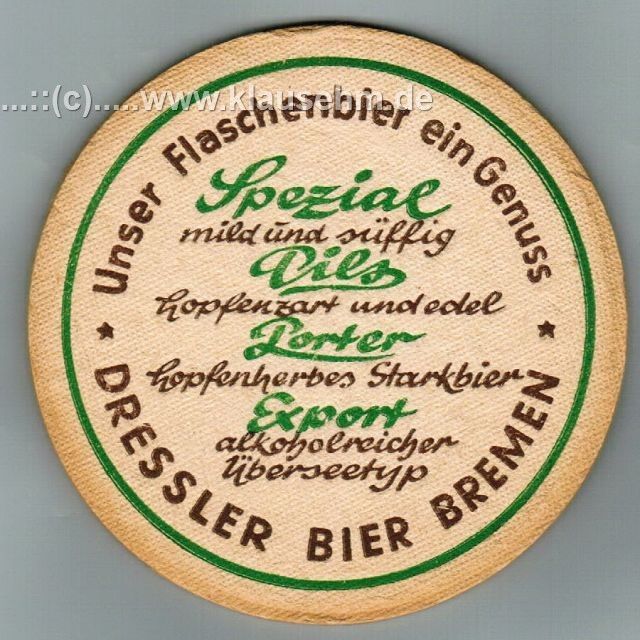 ...::(c).....www.klausehm.de
Unser Flaschenbier ein Genuss
Spezial
mild und süffig
Pils
hopfenzart und edel
Porter
hopfenherbes Starkbier
Export
alkoholreicher
Überseetyp
* DRESSLER BIER BREMEN *